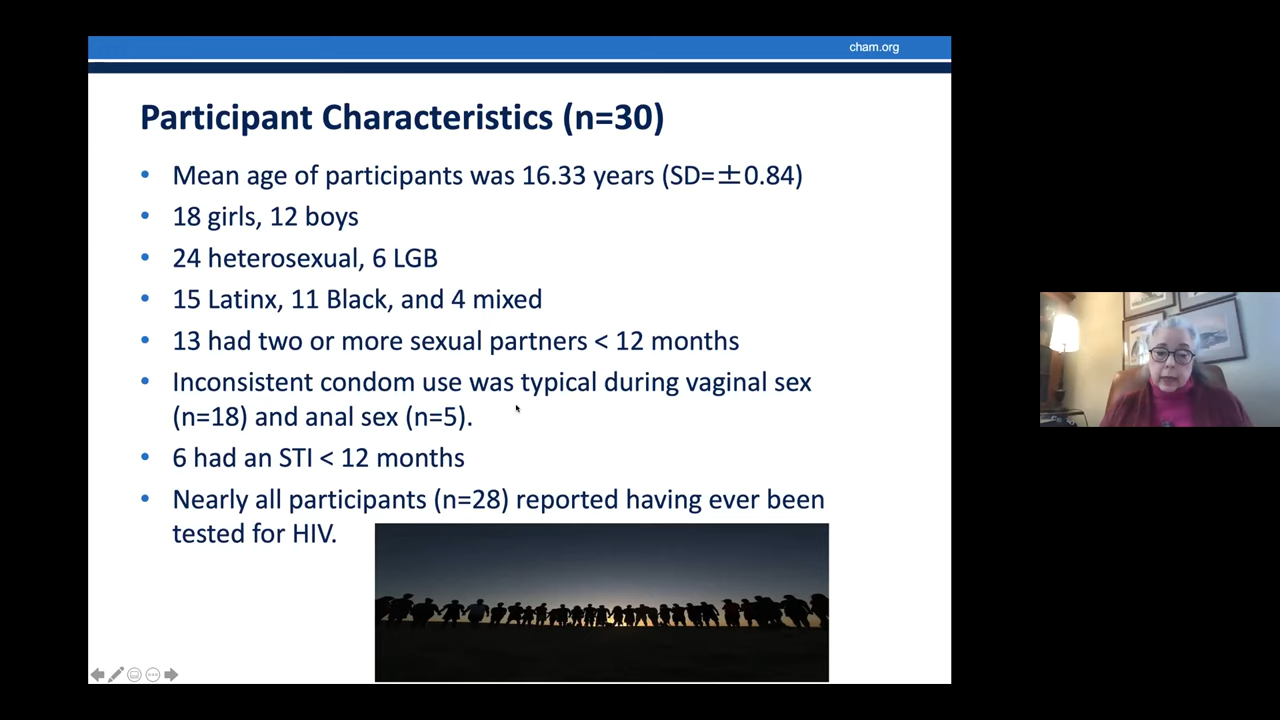 cham.org
Participant Characteristics (n=30)
• Mean age of participants was 16.33 years (SD=±0.84)
• 18 girls, 12 boys
• 24 heterosexual, 6 LGB
• 15 Latinx, 11 Black, and 4 mixed
• 13 had two or more sexual partners < 12 months
• Inconsistent condom use was typical during vaginal sex
(n=18) and anal sex (n=5).
• 6 had an STI < 12 months
• Nearly all participants (n=28) reported having ever been
tested for HIV.